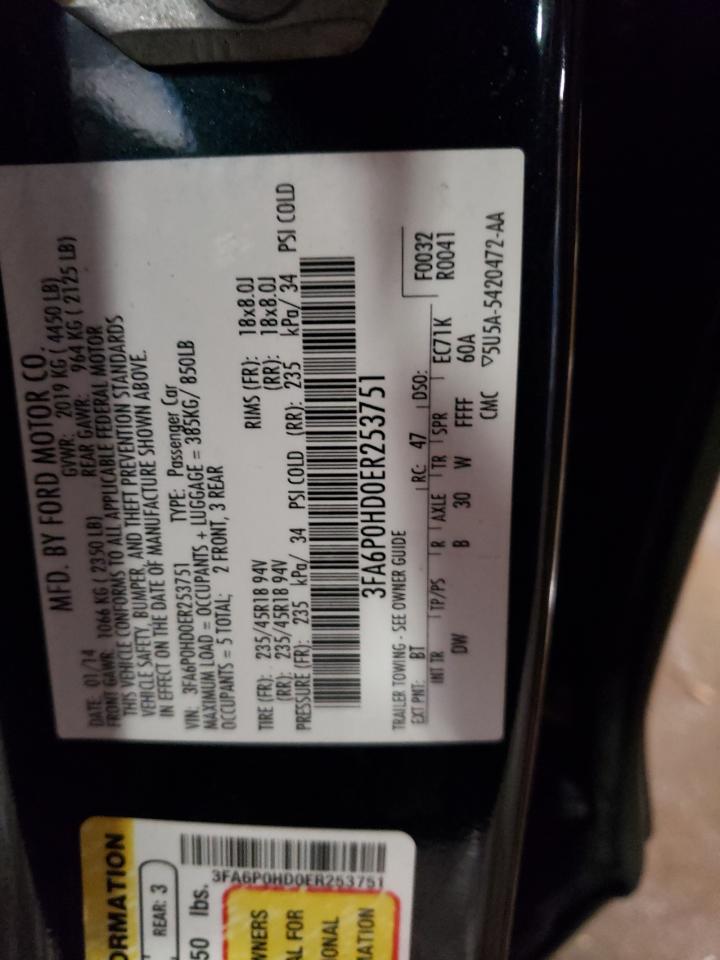 MFD. BY FORD MOTOR CO.
DATE: 01/14 GVWR: 2019 KG ( 4450 LB)
FRONT GAWR: 1066 KG ( 2350 LB) REAR GAWR: 964 KG ( 2125 LB)
THIS VEHICLE CONFORMS TO ALL APPLICABLE FEDERAL MOTOR
VEHICLE SAFETY, BUMPER, AND THEFT PREVENTION STANDARDS
IN EFFECT ON THE DATE OF MANUFACTURE SHOWN ABOVE.
VIN: 3FA6P0HD0ER253751 TYPE: Passenger Car
MAXIMUM LOAD = OCCUPANTS + LUGGAGE = 385KG/ 850LB
OCCUPANTS = 5 TOTAL; 2 FRONT, 3 REAR
TIRE (FR): 235/45R18 94V RIMS (FR): 18x8.0J
(RR): 235/45R18 94V (RR): 18x8.0J
PRESSURE (FR): 235 kPa/ 34 PSI COLD (RR): 235 kPa/ 34 PSI COLD
3FA6P0HD0ER253751
TRAILER TOWING - SEE OWNER GUIDE
EXT PNT: BT RC: 47 DSO: F0032
INT TR TP/PS R AXLE TR SPR EC71K R0041
DW B 30 W FFFF 60A
CMC ▽5U5A-5420472-AA
ORMATION
REAR: 3
50 lbs.
3FA6P0HD0ER253751
WNERS
AL FOR
IONAL
MATION